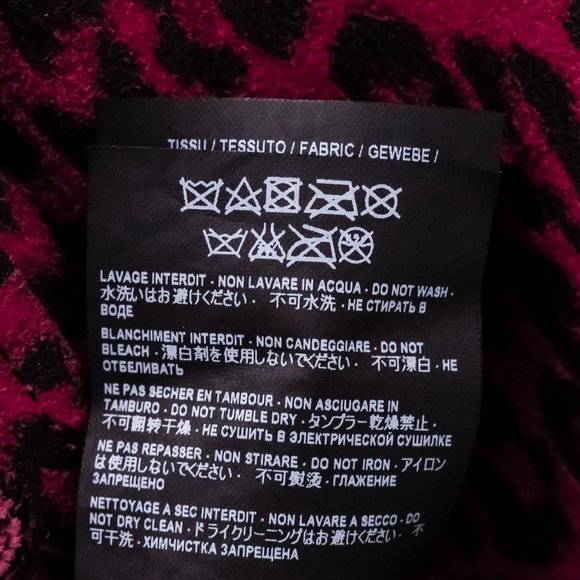 TISSU / TESSUTO / FABRIC / GEWEBE /
LAVAGE INTERDIT - NON LAVARE IN ACQUA - DO NOT WASH -
水洗いはお避けください - 不可水洗 - НЕ СТИРАТЬ В
ВОДЕ
BLANCHIMENT INTERDIT - NON CANDEGGIARE - DO NOT
BLEACH - 漂白剤を使用しないでください - 不可漂白 - НЕ
ОТБЕЛИВАТЬ
NE PAS SECHER EN TAMBOUR - NON ASCIUGARE IN
TAMBURO - DO NOT TUMBLE DRY - タンブラー乾燥禁止 -
不可翻转干燥 - НЕ СУШИТЬ В ЭЛЕКТРИЧЕСКОЙ СУШИЛКЕ
NE PAS REPASSER - NON STIRARE - DO NOT IRON - アイロン
は使用しないでください - 不可熨烫 - ГЛАЖЕНИЕ
ЗАПРЕЩЕНО
NETTOYAGE A SEC INTERDIT - NON LAVARE A SECCO - DO
NOT DRY CLEAN - ドライクリーニングはお避けください - 不
可干洗 - ХИМЧИСТКА ЗАПРЕЩЕНА